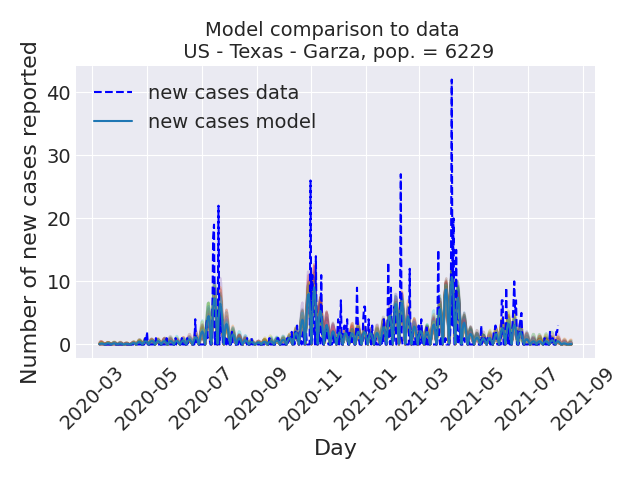 Model comparison to data
US - Texas - Garza, pop. = 6229
Number of new cases reported
40
30
20
10
0
new cases data
new cases model
2020-03
2020-05
2020-07
2020-09
2020-11
2021-01
2021-03
2021-05
2021-07
2021-09
Day